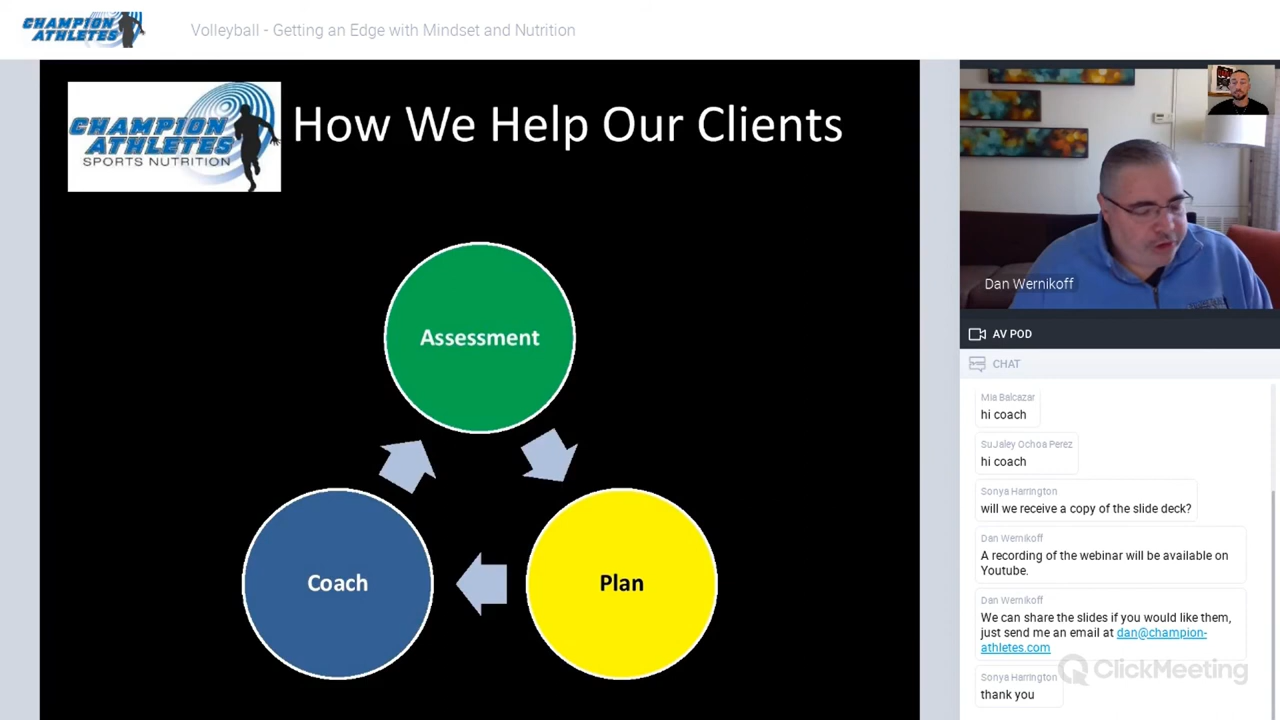 CHAMPION
ATHLETES
Volleyball - Getting an Edge with Mindset and Nutrition
CHAMPION
ATHLETES
SPORTS NUTRITION
How We Help Our Clients
Assessment
Coach
Plan
Dan Wernikoff
AV POD
CHAT
Mia Balcazar
hi coach
SuJaley Ochoa Perez
hi coach
Sonya Harrington
will we receive a copy of the slide deck?
Dan Wernikoff
A recording of the webinar will be available on
Youtube.
Dan Wernikoff
We can share the slides if you would like them,
just send me an email at dan@champion-
athletes.com
ClickMeeting
Sonya Harrington
thank you